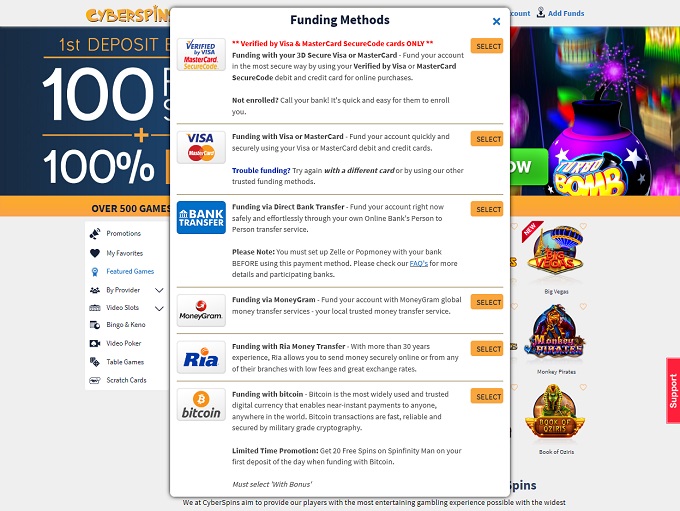 CYBERSPINS
Add Funds
Funding Methods
×
1st DEPOSIT
100
+
100%
OVER 500 GAMES
Promotions
My Favorites
Featured Games
By Provider
Video Slots
Bingo & Keno
Video Poker
Table Games
Scratch Cards
VERIFIED
by VISA
MasterCard.
SecureCode.
** Verified by Visa & MasterCard SecureCode cards ONLY **
Funding with your 3D Secure Visa or MasterCard - Fund your account
in the most secure way by using your Verified by Visa or MasterCard
SecureCode debit and credit card for online purchases.
Not enrolled? Call your bank! It's quick and easy for them to enroll
you.
SELECT
VISA
MasterCard
Funding with Visa or MasterCard - Fund your account quickly and
securely using your Visa or MasterCard debit and credit cards.
Trouble funding? Try again with a different card or by using our other
trusted funding methods.
SELECT
BANK
TRANSFER
Funding via Direct Bank Transfer - Fund your account right now
safely and effortlessly through your own Online Bank's Person to
Person transfer service.
Please Note: You must set up Zelle or Popmoney with your bank
BEFORE using this payment method. Please check our FAQ's for more
details and participating banks.
SELECT
MoneyGram.
Funding via MoneyGram - Fund your account with MoneyGram global
money transfer services - your local trusted money transfer service.
SELECT
Ria
Funding with Ria Money Transfer - With more than 30 years
experience, Ria allows you to send money securely online or from any
of their branches with low fees and great exchange rates.
SELECT
bitcoin
Funding with bitcoin - Bitcoin is the most widely used and trusted
digital currency that enables near-instant payments to anyone,
anywhere in the world. Bitcoin transactions are fast, reliable and
secured by military grade cryptography.
Limited Time Promotion: Get 20 Free Spins on Spinfinity Man on your
first deposit of the day when funding with Bitcoin.
Must select 'With Bonus'
SELECT
TURBO
BOMB
NEW
BIG
VEGAS
Big Vegas
Monkey
PIRATES
Monkey Pirates
BOOK OF
OZIRIS
Book of Oziris
Support
Spins
We at CyberSpins aim to provide our players with the most entertaining gambling experience possible with the widest